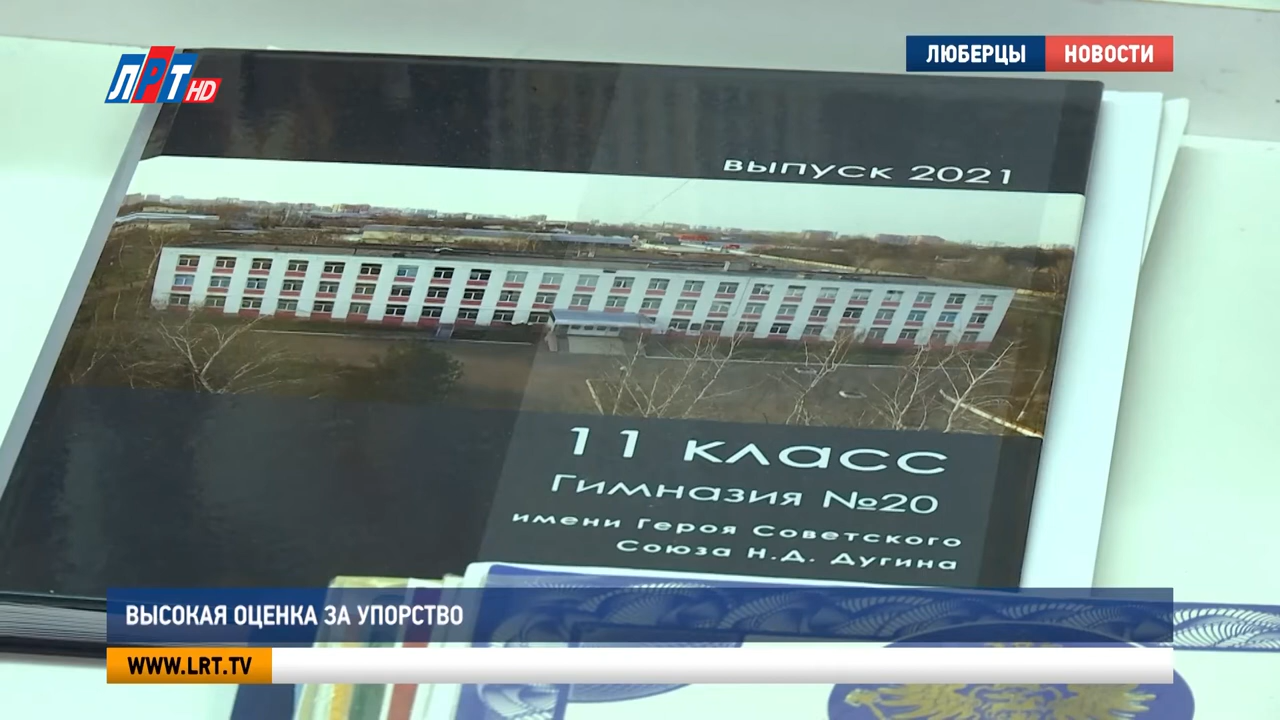 ЛРТ HD
ЛЮБЕРЦЫ НОВОСТИ
выпуск 2021
11 класс
Гимназия №20
имени Героя Советского
Союза Н.Д. Дугина
ВЫСОКАЯ ОЦЕНКА ЗА УПОРСТВО
WWW.LRT.TV